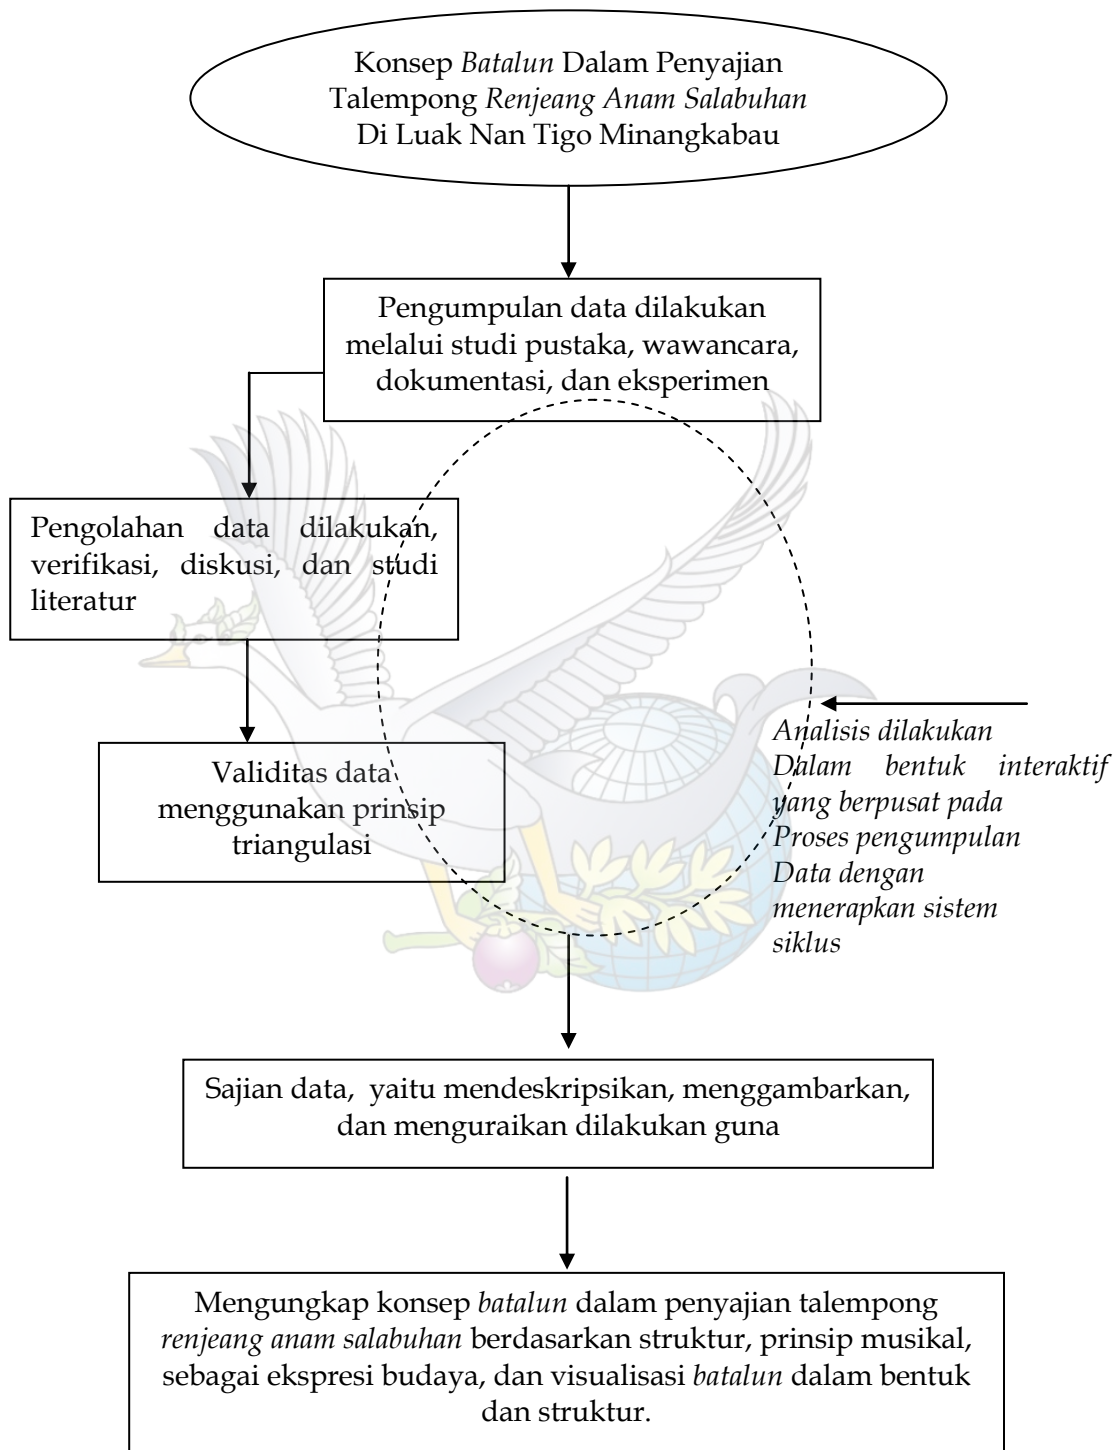 Konsep Batalun Dalam Penyajian
Talempong Renjeang Anam Salabuhan
Di Luak Nan Tigo Minangkabau
Pengumpulan data dilakukan
melalui studi pustaka, wawancara,
dokumentasi, dan eksperimen
Pengolahan data dilakukan,
verifikasi, diskusi, dan studi
literatur
Validitas data
menggunakan prinsip
triangulasi
Analisis dilakukan
Dalam bentuk interaktif
yang berpusat pada
Proses pengumpulan
Data dengan
menerapkan sistem
siklus
Sajian data, yaitu mendeskripsikan, menggambarkan,
dan menguraikan dilakukan guna
Mengungkap konsep batalun dalam penyajian talempong
renjeang anam salabuhan berdasarkan struktur, prinsip musikal,
sebagai ekspresi budaya, dan visualisasi batalun dalam bentuk
dan struktur.